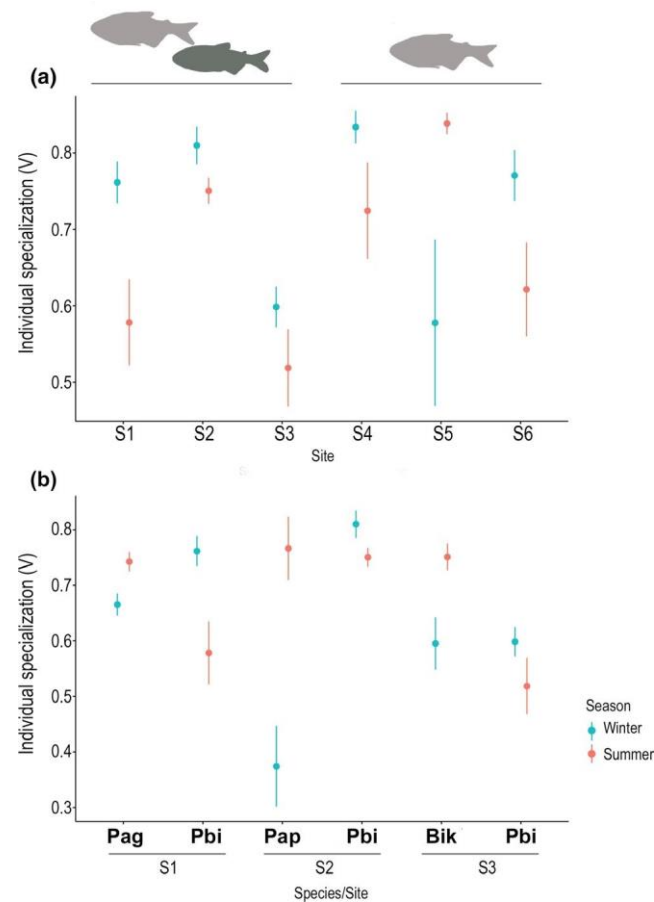 (a)
Individual specialization (V)
0.8
0.7
0.6
0.5
S1 S2 S3 S4 S5 S6
Site
(b)
Individual specialization (V)
0.8
0.7
0.6
0.5
0.4
0.3
Season
Winter
Summer
Pag Pbi Pap Pbi Bik Pbi
S1 S2 S3
Species/Site